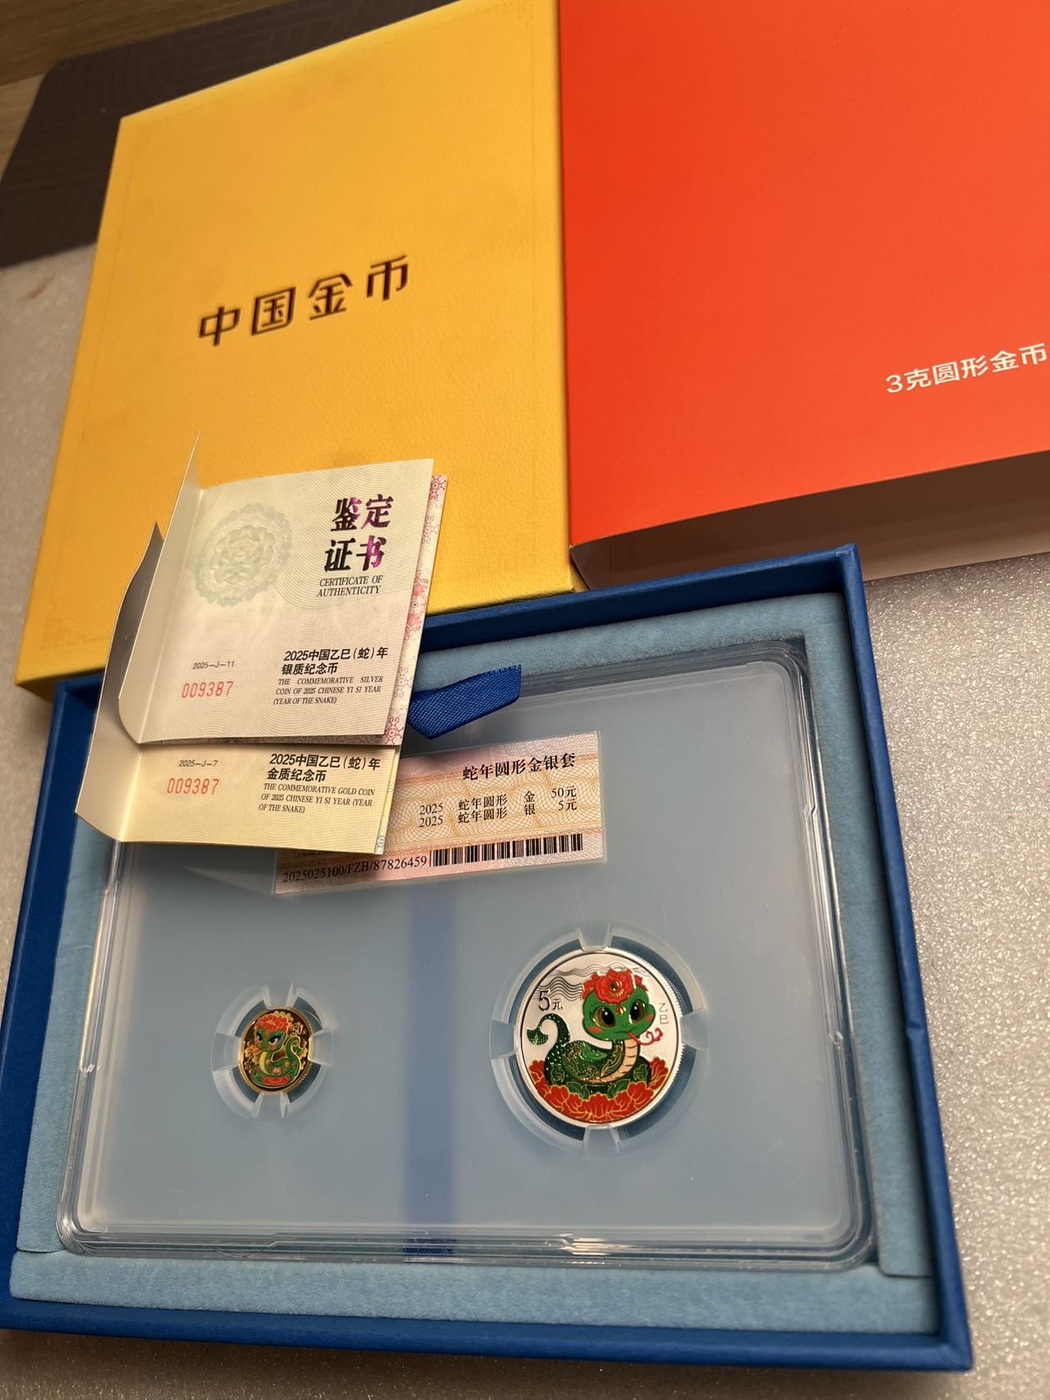 中国金币
3克圆形金币
鉴定
证书
CERTIFICATE OF
AUTHENTICITY
2025-J-11
009387
2025中国乙巳(蛇)年
银质纪念币
THE COMMEMORATIVE SILVER
COIN OF 2025 CHINESE YI SI YEAR
(YEAR OF THE SNAKE)
2025-J-7
009387
2025中国乙巳(蛇)年
金质纪念币
THE COMMEMORATIVE GOLD COIN
OF 2025 CHINESE YI SI YEAR (YEAR
OF THE SNAKE)
蛇年圆形金银套
2025 蛇年圆形 金 50元
2025 蛇年圆形 银 5元
2025025100/FZB/87826459
5元
乙巳